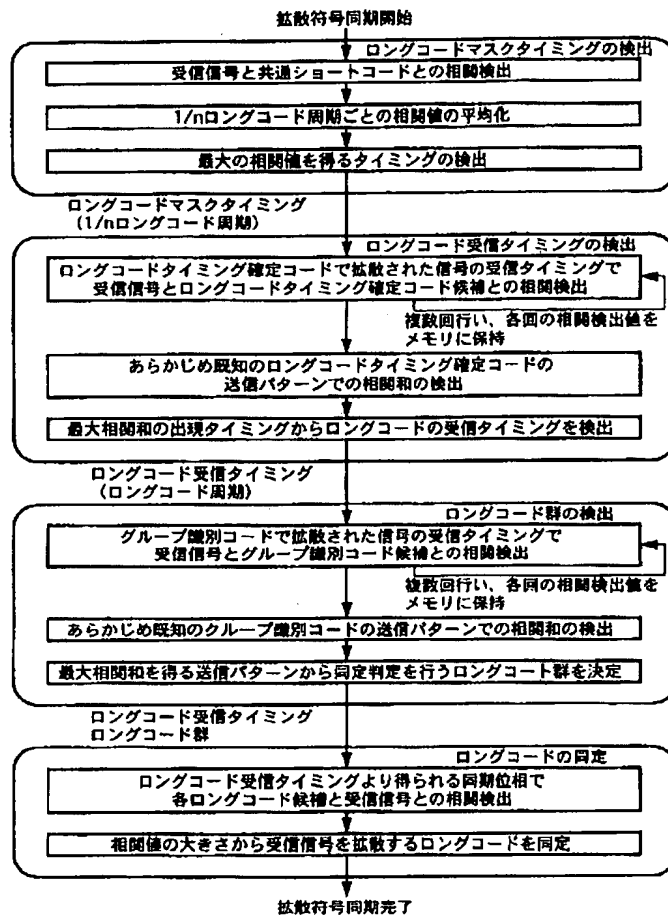 拡散符号同期開始
ロングコードマスクタイミングの検出
受信信号と共通ショートコードとの相関検出
1/nロングコード周期ごとの相関値の平均化
最大の相関値を得るタイミングの検出
ロングコードマスクタイミング
(1/nロングコード周期)
ロングコード受信タイミングの検出
ロングコードタイミング確定コードで拡散された信号の受信タイミングで
受信信号とロングコードタイミング確定コード候補との相関検出
複数回行い、各回の相関検出値を
メモリに保持
あらかじめ既知のロングコードタイミング確定コードの
送信パターンでの相関和の検出
最大相関和の出現タイミングからロングコードの受信タイミングを検出
ロングコード受信タイミング
(ロングコード周期)
ロングコード群の検出
グループ識別コードで拡散された信号の受信タイミングで
受信信号とグループ識別コード候補との相関検出
複数回行い、各回の相関検出値を
メモリに保持
あらかじめ既知のクループ識別コードの送信パターンでの相関和の検出
最大相関和を得る送信パターンから同定判定を行うロングコート群を決定
ロングコード受信タイミング
ロングコード群
ロングコードの同定
ロングコード受信タイミングより得られる同期位相で
各ロングコード候補と受信信号との相関検出
相関値の大きさから受信信号を拡散するロングコードを同定
拡散符号同期完了